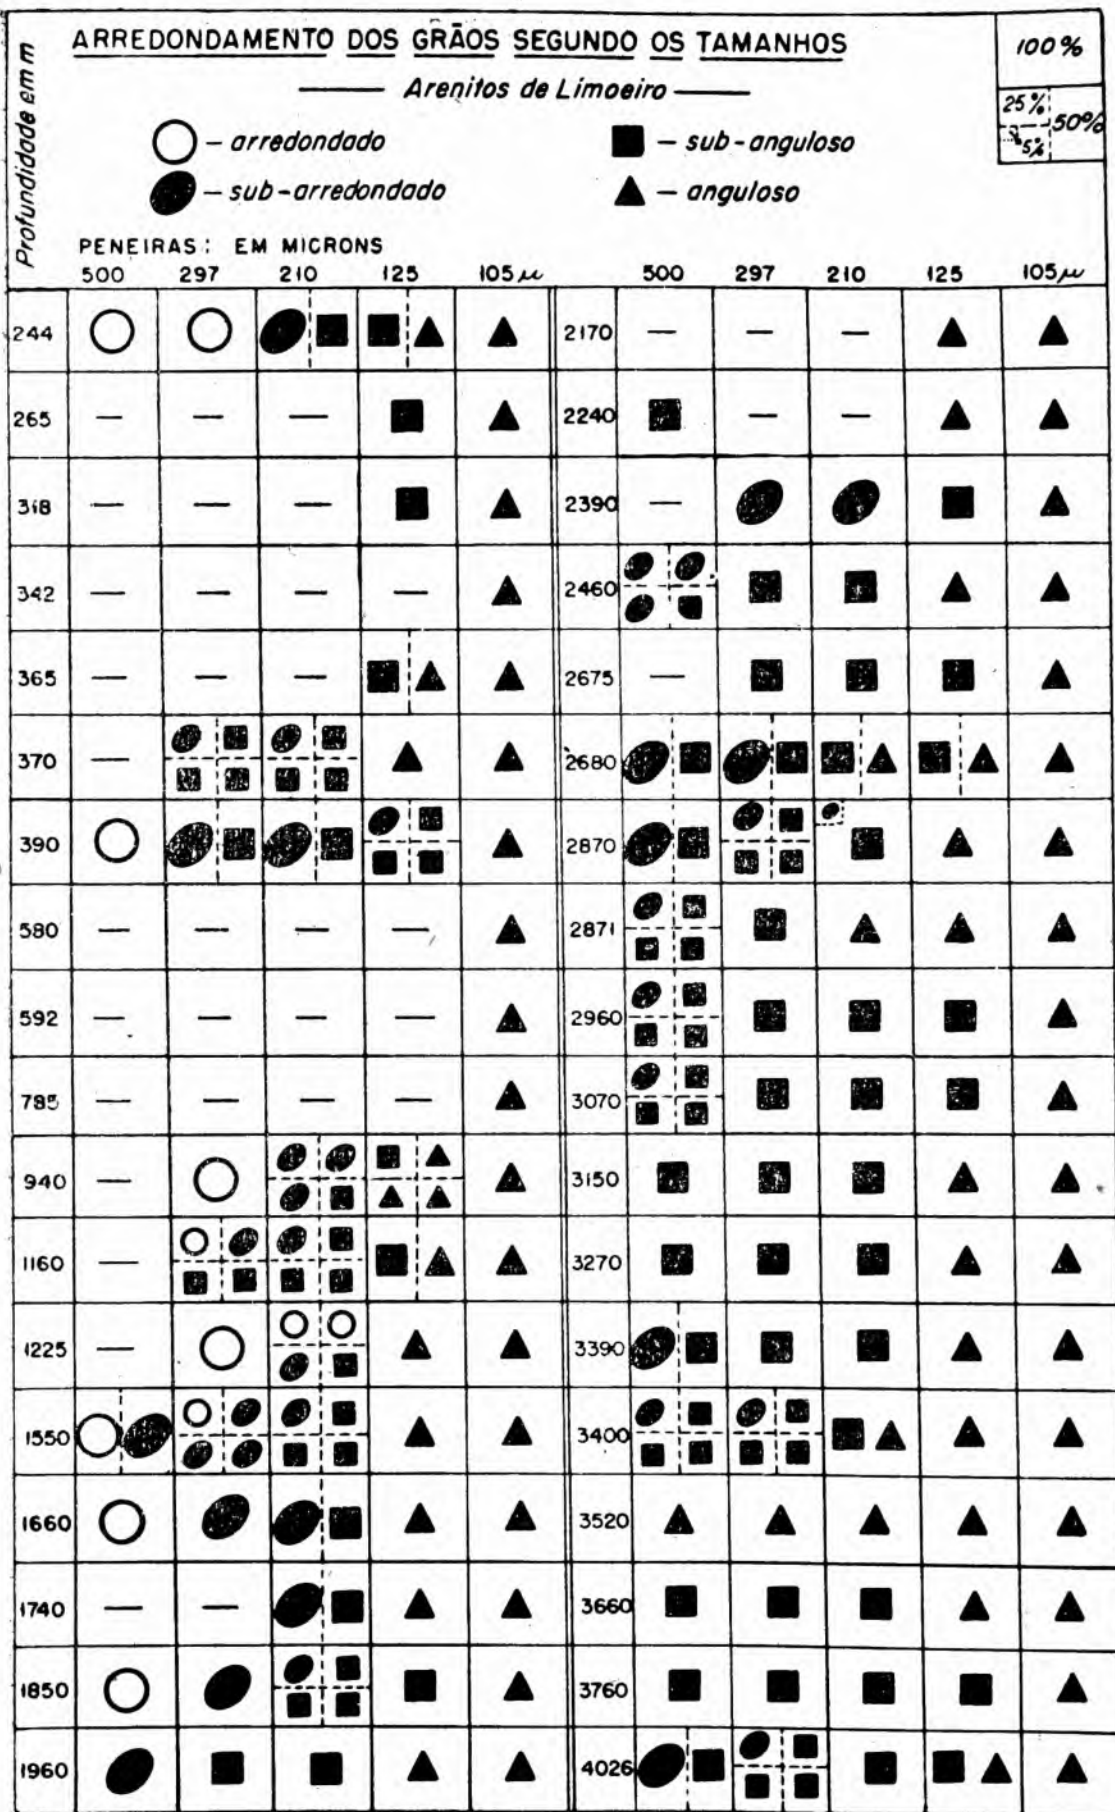 Profundidade em m
ARREDONDAMENTO DOS GRÃOS SEGUNDO OS TAMANHOS
Arenitos de Limoeiro
100%
25%
50%
5%
- arredondado
- sub-anguloso
- sub-arredondado
- anguloso
PENEIRAS: EM MICRONS
500 297 210 125 105 µ 500 297 210 125 105 µ
244 2170
265 2240
318 2390
342 2460
365 2675
370 2680
390 2870
580 2871
592 2960
785 3070
940 3150
1160 3270
1225 3390
1550 3400
1660 3520
1740 3660
1850 3760
1960 4026